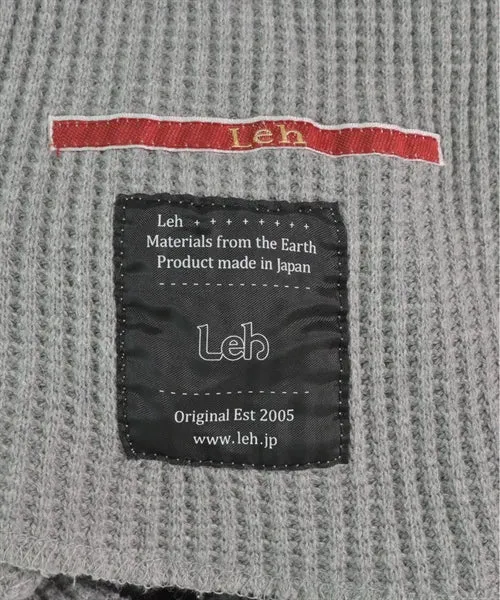 Leh
Leh + + + + + + + +
Materials from the Earth
Product made in Japan
Leh
Original Est 2005
www.leh.jp